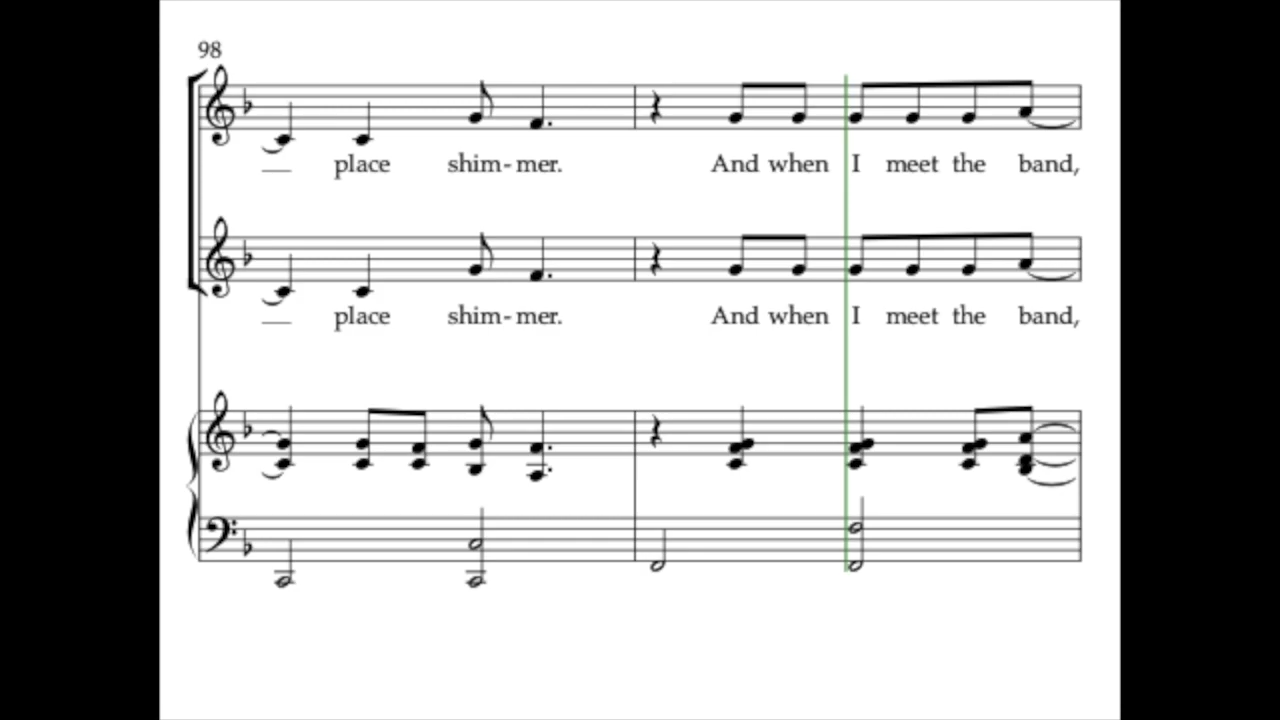 98
place shim-mer. And when I meet the band,
place shim-mer. And when I meet the band,